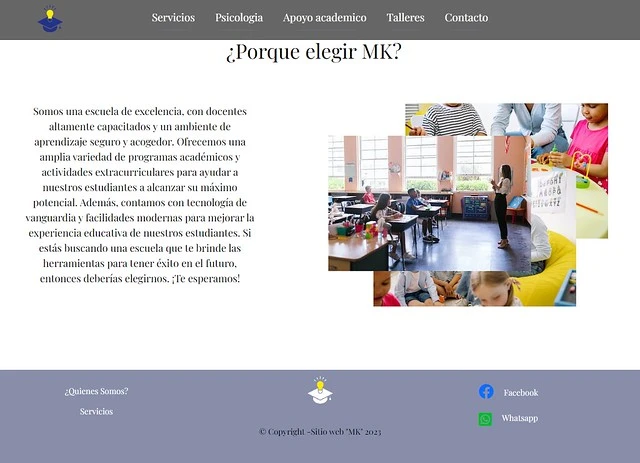 Servicios Psicologia Apoyo academico Talleres Contacto
¿Porque elegir MK?
Somos una escuela de excelencia, con docentes
altamente capacitados y un ambiente de
aprendizaje seguro y acogedor. Ofrecemos una
amplia variedad de programas académicos y
actividades extracurriculares para ayudar a
nuestros estudiantes a alcanzar su máximo
potencial. Además, contamos con tecnología de
vanguardia y facilidades modernas para mejorar la
experiencia educativa de nuestros estudiantes. Si
estás buscando una escuela que te brinde las
herramientas para tener éxito en el futuro,
entonces deberías elegirnos. ¡Te esperamos!
¿Quienes Somos?
Servicios
© Copyright -Sitio web "MK" 2023
Facebook
Whatsapp